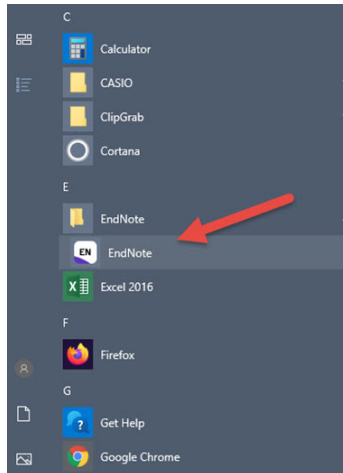 C
Calculator
CASIO
ClipGrab
Cortana
E
EndNote
EN EndNote
Excel 2016
F
Firefox
G
Get Help
Google Chrome